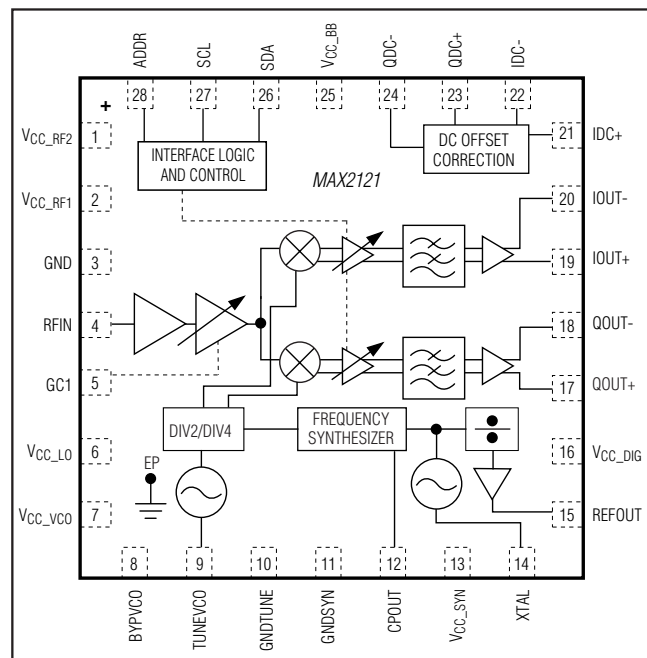 ADDR
SCL
SDA
VCC_BB
QDC-
QDC+
IDC-
28
27
26
25
24
23
22
+
VCC_RF2
1
INTERFACE LOGIC
AND CONTROL
MAX2121
DC OFFSET
CORRECTION
21
IDC+
VCC_RF1
2
20
IOUT-
GND
3
19
IOUT+
RFIN
4
18
QOUT-
GC1
5
17
QOUT+
DIV2/DIV4
FREQUENCY
SYNTHESIZER
VCC_LO
6
EP
16
VCC_DIG
VCC_VCO
7
15
REFOUT
8
9
10
11
12
13
14
BYPVCO
TUNEVCO
GNDTUNE
GNDSYN
CPOUT
VCC_SYN
XTAL